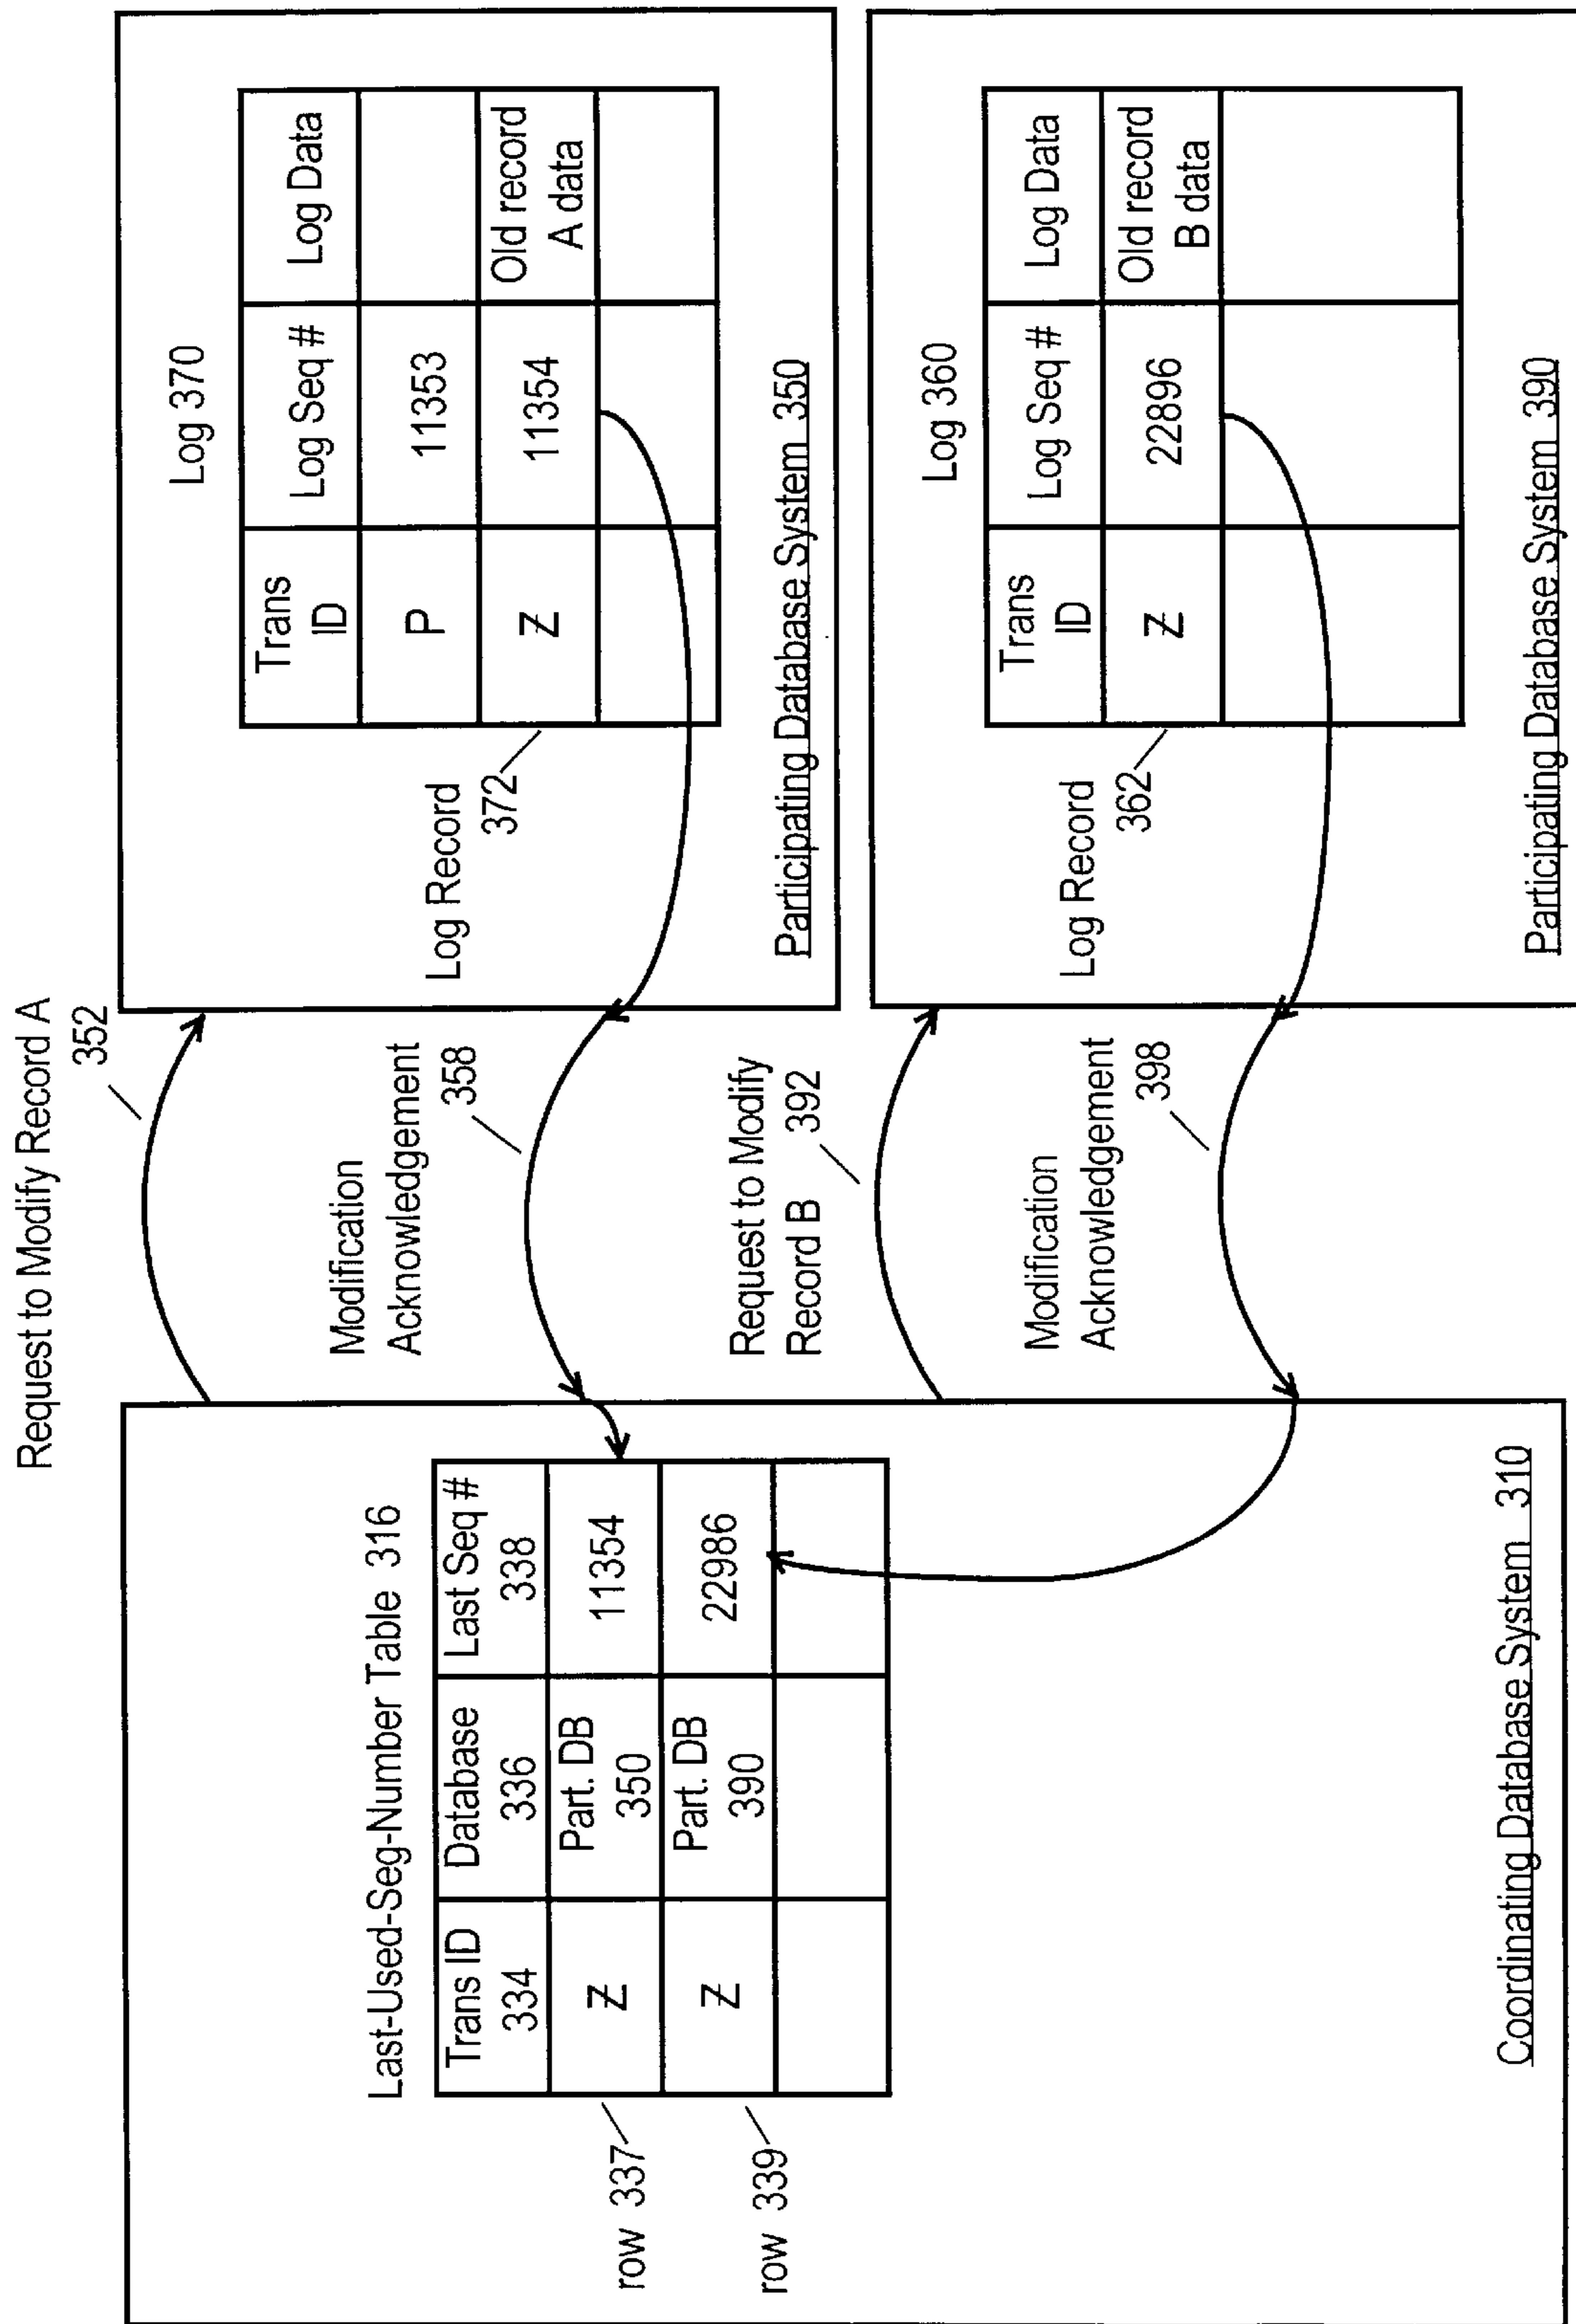 Request to Modify Record A
352
Last-Used-Seg-Number Table 316
Trans ID
334
Database
336
Last Seq #
338
row 337
Z
Part. DB
350
11354
row 339
Z
Part. DB
390
22986
Coordinating Database System 310
Modification
Acknowledgement
358
Request to Modify
Record B 392
Modification
Acknowledgement
398
Log 370
Trans
ID
Log Seq #
Log Data
P
11353
Log Record
372
Z
11354
Old record
A data
Participating Database System 350
Log 360
Trans
ID
Log Seq #
Log Data
Log Record
362
Z
22896
Old record
B data
Participating Database System 390